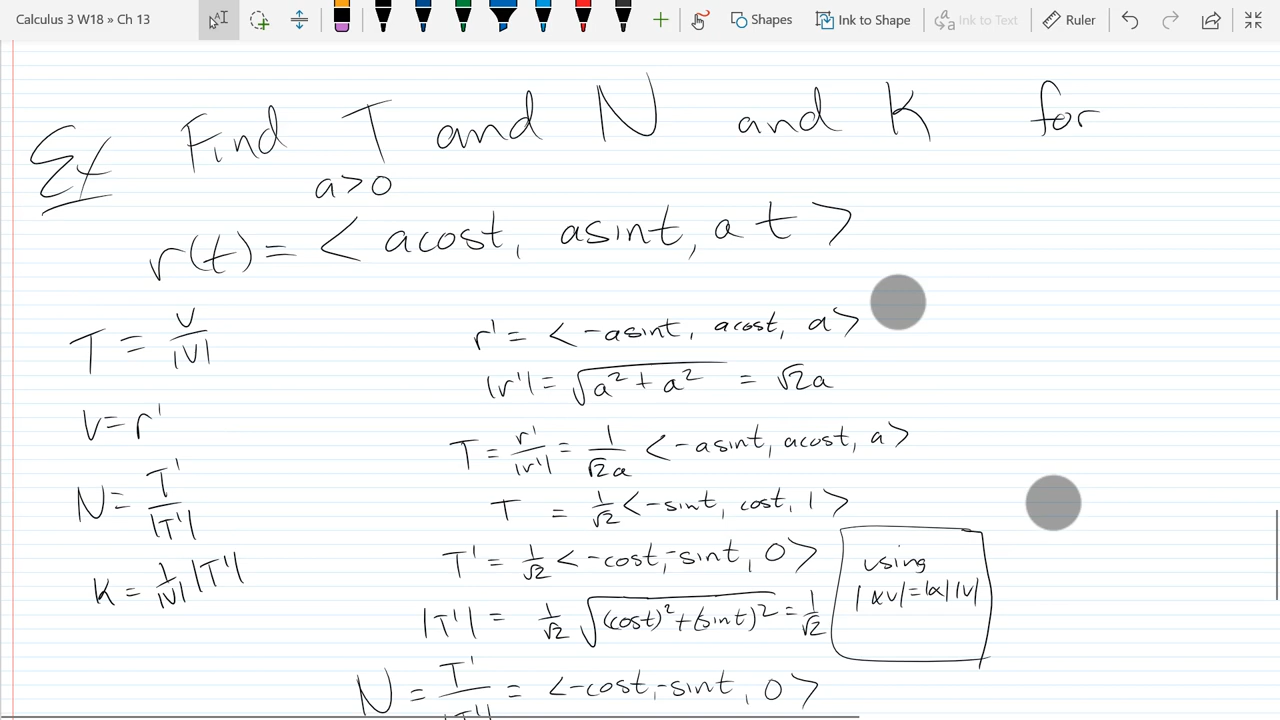 Calculus 3 W18 » Ch 13
Shapes
Ink to Shape
Ink to Text
Ruler
Ex Find T and N and K for
a>0
r(t) = < acost, asint, at >
T = v/|v|
v = r'
N = T'/|T'|
K = 1/|v| |T'|
r' = < -asint, acost, a>
|r'| = √(a² + a²) = √2a
T = r'/|r'| = 1/√2a < -asint, acost, a>
T = 1/√2 < -sint, cost, 1>
T' = 1/√2 < -cost, -sint, 0>
|T'| = 1/√2 √((cost)² + (sint)²) = 1/√2
using
|αv| = |α||v|
N = T'/|T'| = <-cost, -sint, 0>